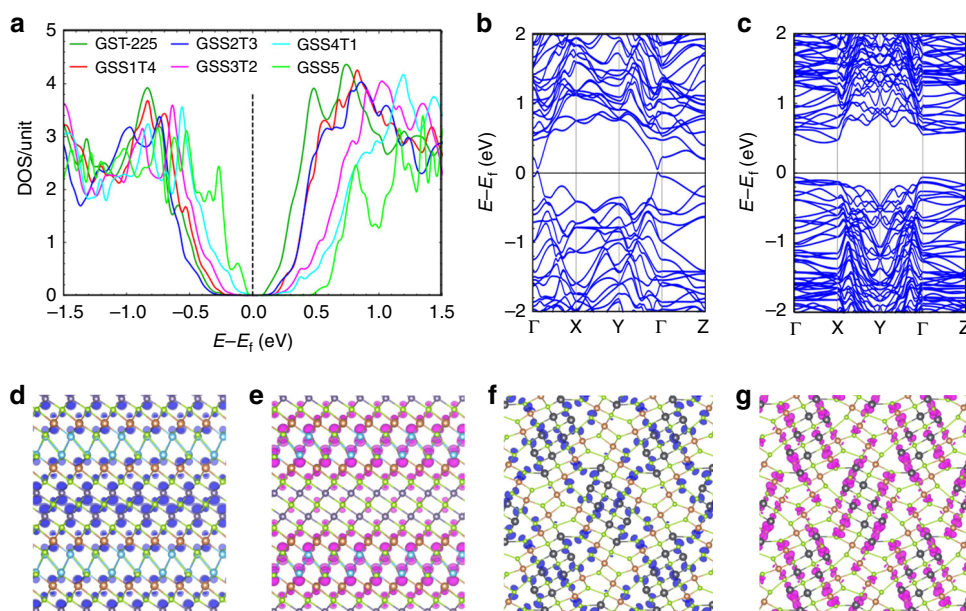 a
5
4
3
2
1
0
DOS/unit
GST-225 GSS2T3 GSS4T1
GSS1T4 GSS3T2 GSS5
−1.5 −1.0 −0.5 0.0 0.5 1.0 1.5
E−Ef (eV)
b
2
1
0
−1
−2
E−Ef (eV)
Γ X Y Γ Z
c
2
1
0
−1
−2
E−Ef (eV)
Γ X Y Γ Z
d e f g